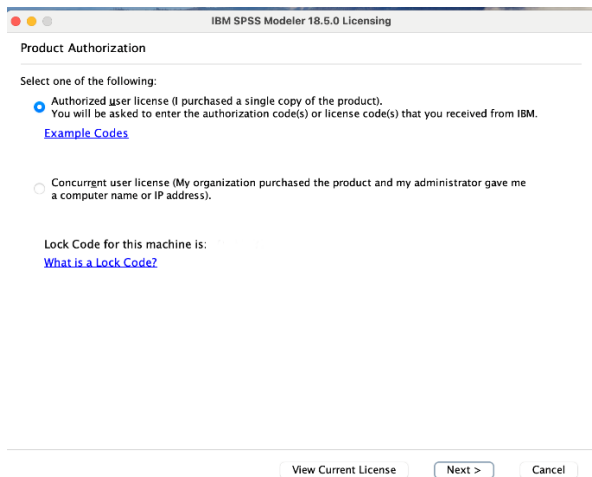 IBM SPSS Modeler 18.5.0 Licensing
Product Authorization
Select one of the following:
Authorized user license (I purchased a single copy of the product).
You will be asked to enter the authorization code(s) or license code(s) that you received from IBM.
Example Codes
Concurrent user license (My organization purchased the product and my administrator gave me
a computer name or IP address).
Lock Code for this machine is:
What is a Lock Code?
View Current License Next > Cancel